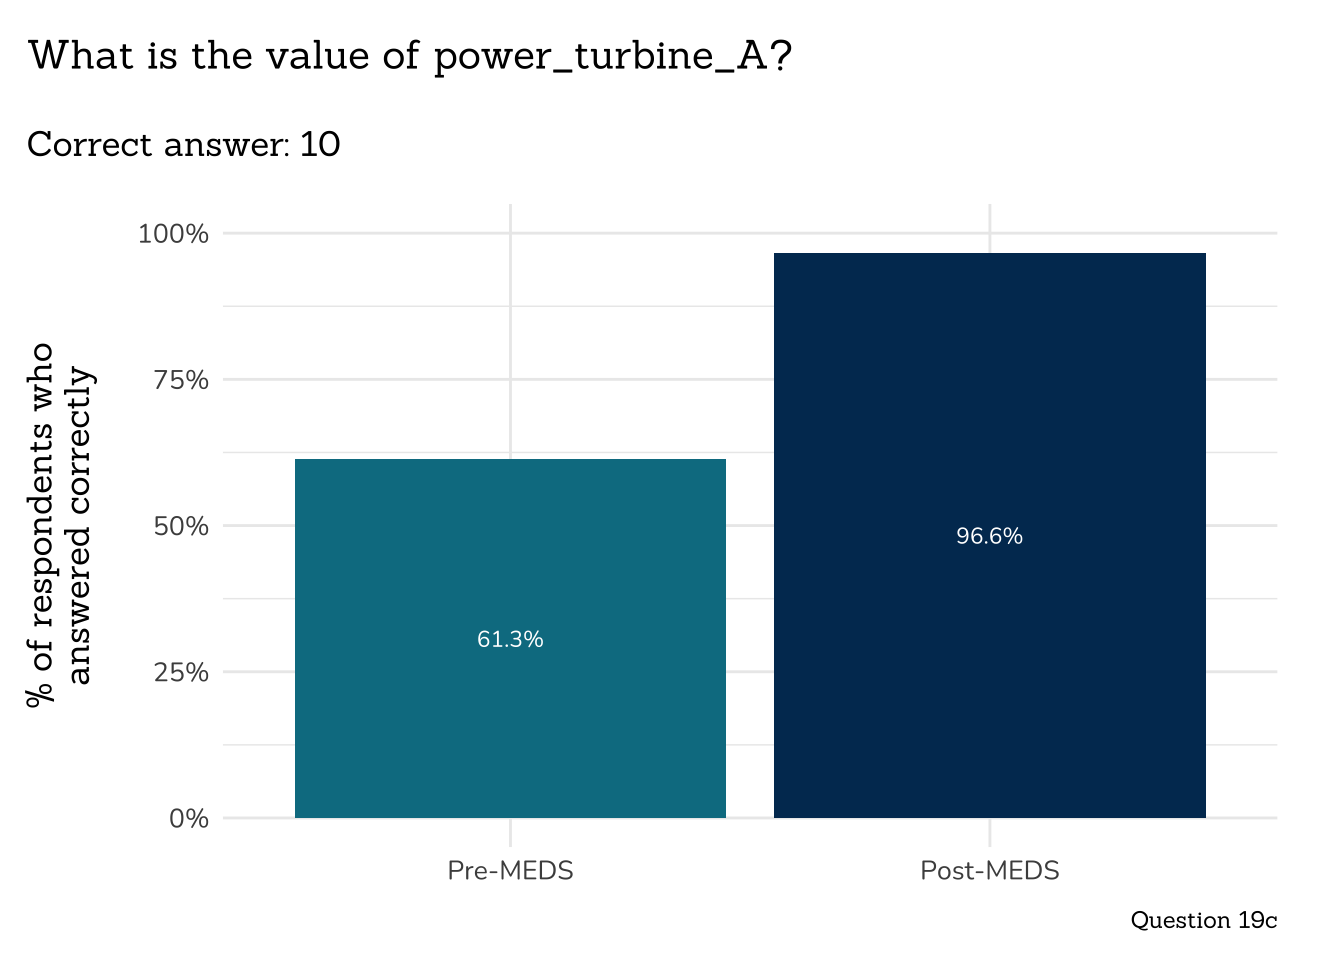 What is the value of power_turbine_A?
Correct answer: 10
% of respondents who
answered correctly
100%
75%
50%
25%
0%
61.3%
96.6%
Pre-MEDS
Post-MEDS
Question 19c